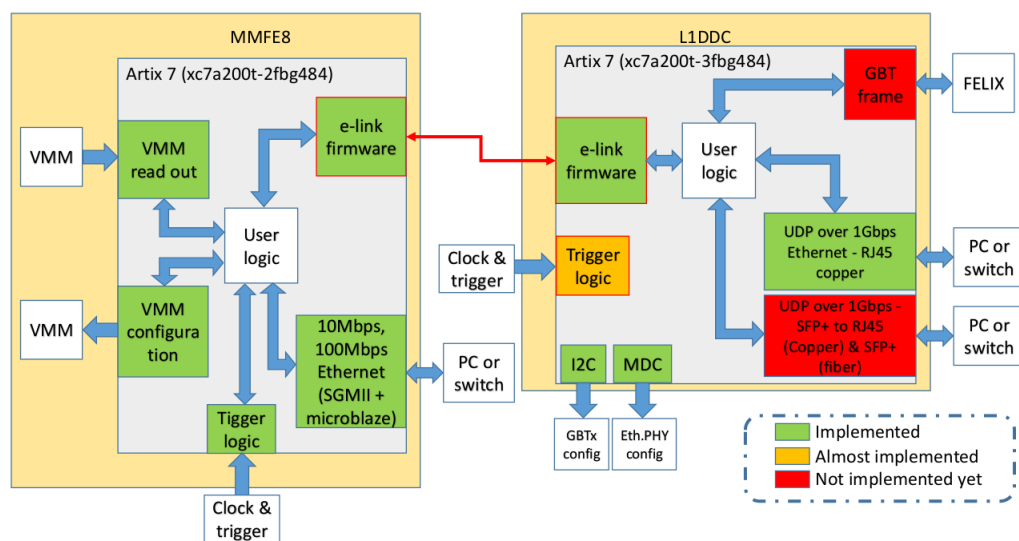 MMFE8
Artix 7 (xc7a200t-2fbg484)
VMM
VMM
read out
e-link
firmware
User
logic
VMM
VMM
configura
tion
10Mbps,
100Mbps
Ethernet
(SGMII +
microblaze)
PC or
switch
Tigger
logic
Clock &
trigger
L1DDC
Artix 7 (xc7a200t-3fbg484)
GBT
frame
FELIX
e-link
firmware
User
logic
UDP over 1Gbps
Ethernet - RJ45
copper
PC or
switch
Clock &
trigger
Trigger
logic
UDP over 1Gbps -
SFP+ to RJ45
(Copper) & SFP+
(fiber)
PC or
switch
I2C
MDC
GBTx
config
Eth.PHY
config
Implemented
Almost implemented
Not implemented yet